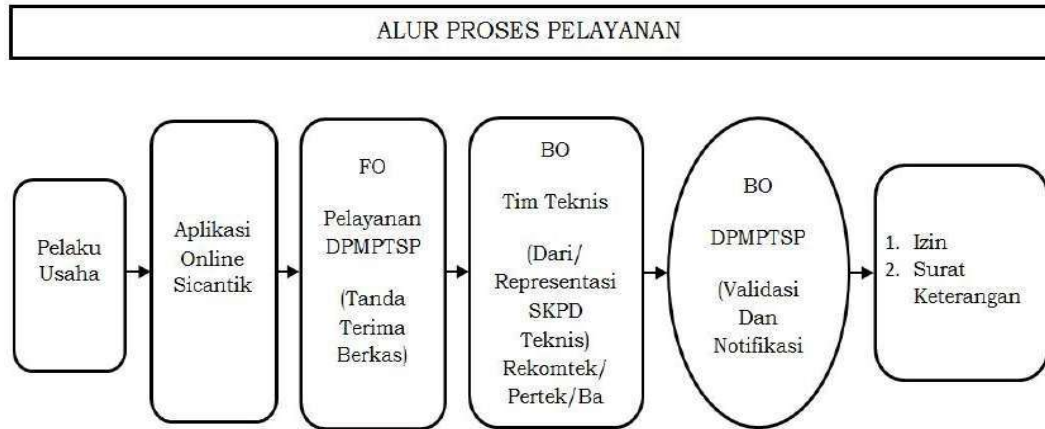 ALUR PROSES PELAYANAN
Pelaku
Usaha
Aplikasi
Online
Sicantik
FO
Pelayanan
DPMPTSP
(Tanda
Terima
Berkas)
BO
Tim Teknis
(Dari/
Representasi
SKPD
Teknis)
Rekomtek/
Pertek/Ba
BO
DPMPTSP
(Validasi
Dan
Notifikasi
1. Izin
2. Surat
Keterangan